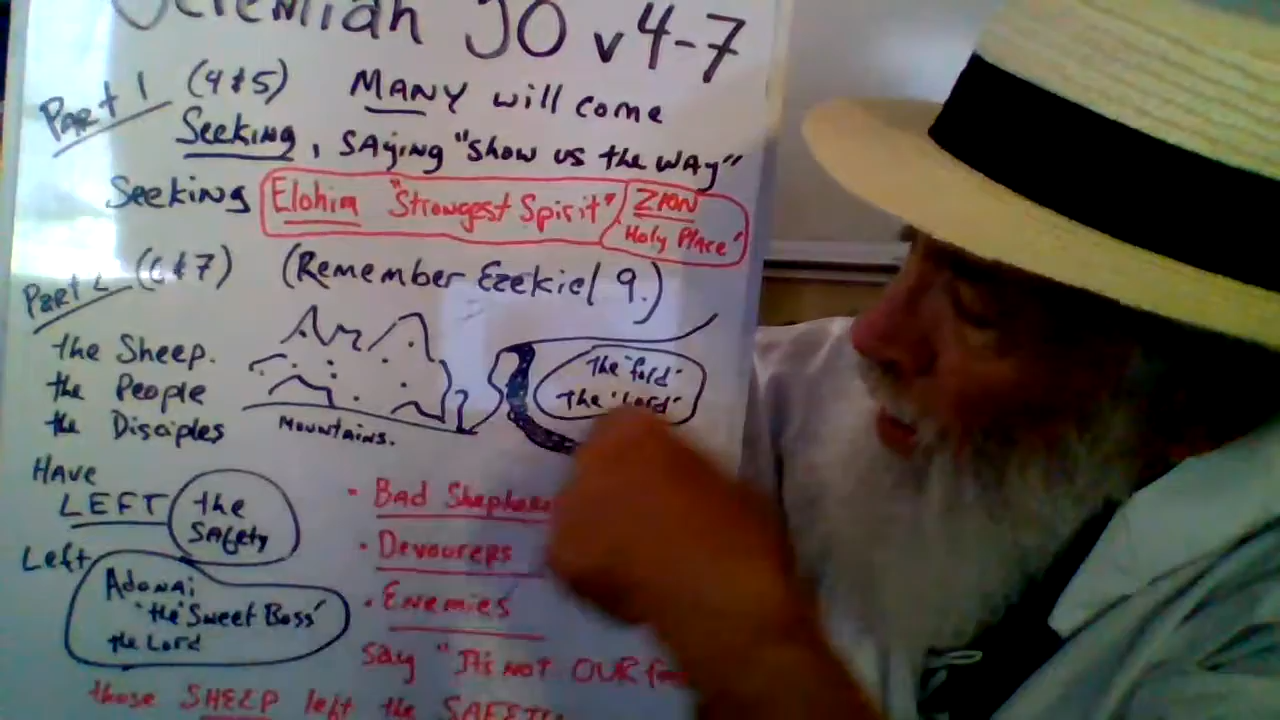 Jeremiah 50 v 4-7
Part 1 (4 & 5) MANY will come
Seeking, SAying "show us the WAy"
Seeking Elohim "Strongest Spirit" ZION
"Holy Place"
Part 2 (6 & 7) (Remember Ezekiel 9.)
the Sheep.
the People
the Disciples
MOUNTAINS.
The "fold"
The "Lord"
HAVE
LEFT the
SAfety
Left
Adonai
"the "Sweet Boss"
the Lord
• Bad
• Devourers
• Enemies
say "It's NOT OUR
those SHEEP left the